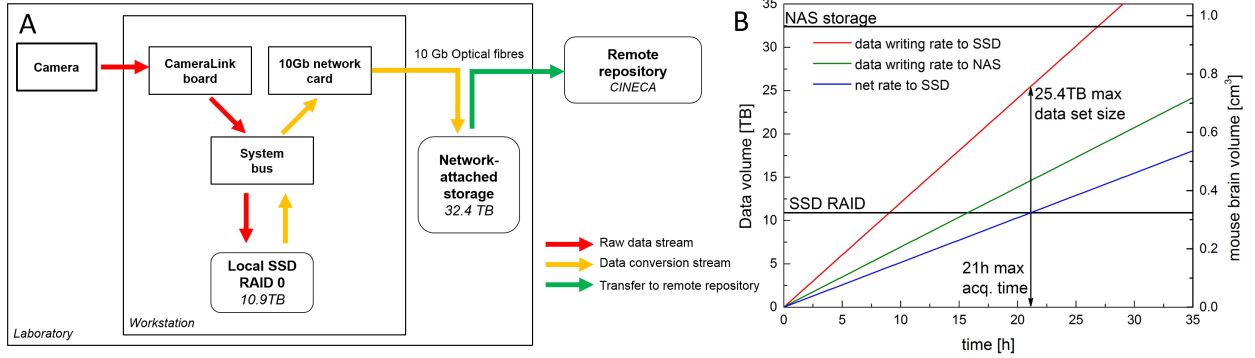 A
Camera
CameraLink
board
10Gb network
card
System
bus
Local SSD
RAID 0
10.9TB
Workstation
Laboratory
10 Gb Optical fibres
Network-
attached
storage
32.4 TB
Remote
repository
CINECA
Raw data stream
Data conversion stream
Transfer to remote repository
B
NAS storage
data writing rate to SSD
data writing rate to NAS
net rate to SSD
25.4TB max
data set size
SSD RAID
21h max
acq. time
Data volume [TB]
35
30
25
20
15
10
5
0
0
5
10
15
20
25
30
35
time [h]
1.0
0.8
0.6
0.4
0.2
0.0
mouse brain volume [cm³]